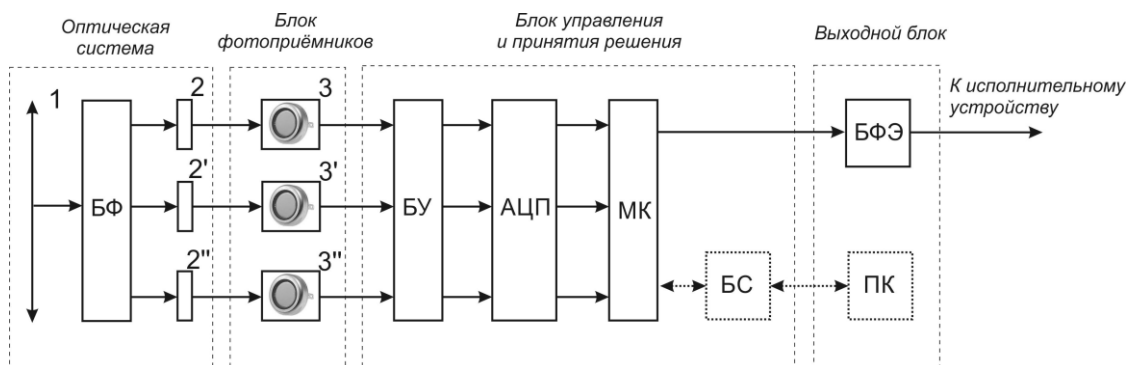 Оптическая
система
Блок
фотоприёмников
Блок управления
и принятия решения
Выходной блок
К исполнительному
устройству
1
2
3
БФЭ
2'
3'
БФ
БУ
АЦП
МК
2"
3"
БС
ПК